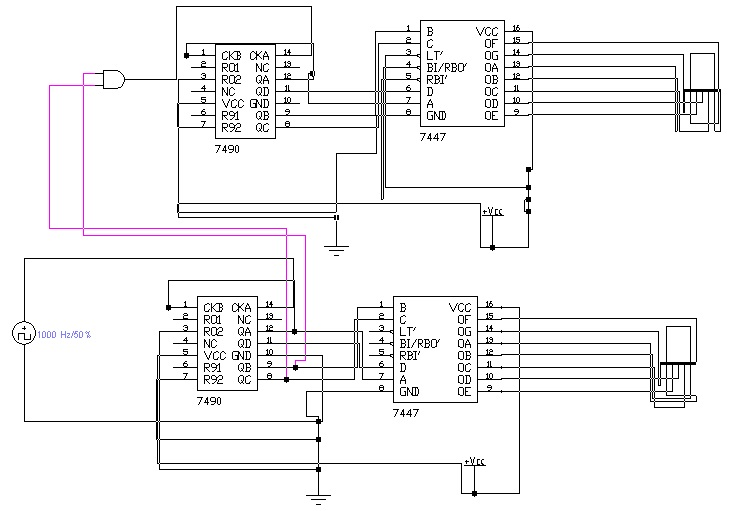 1 CKB CKA 14
2 RO1 NC 13
3 RO2 QA 12
4 NC QD 11
5 VCC GND 10
6 R91 QB 9
7 R92 QC 8
7490
1 B VCC 16
2 C OF 15
3 LT' OG 14
4 BI/RBO' OA 13
5 RBI' OB 12
6 D OC 11
7 A OD 10
8 GND OE 9
7447
+Vcc
1000 Hz/50%
1 CKB CKA 14
2 RO1 NC 13
3 RO2 QA 12
4 NC QD 11
5 VCC GND 10
6 R91 QB 9
7 R92 QC 8
7490
1 B VCC 16
2 C OF 15
3 LT' OG 14
4 BI/RBO' OA 13
5 RBI' OB 12
6 D OC 11
7 A OD 10
8 GND OE 9
7447
+Vcc